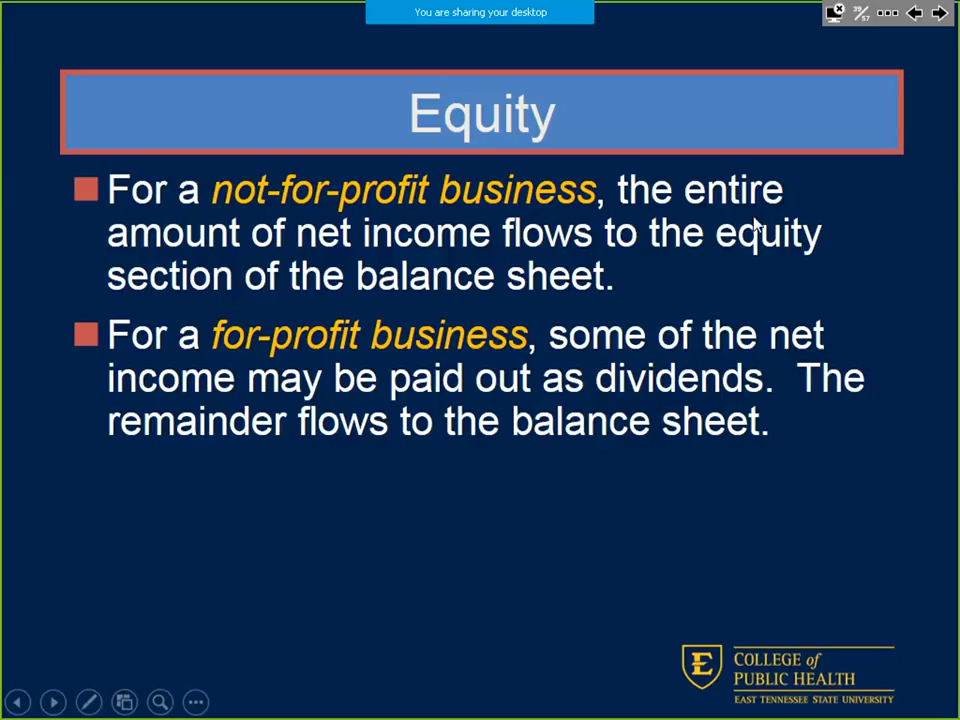 You are sharing your desktop
39/57
Equity
For a not-for-profit business, the entire
amount of net income flows to the equity
section of the balance sheet.
For a for-profit business, some of the net
income may be paid out as dividends.  The
remainder flows to the balance sheet.
E
COLLEGE of
PUBLIC HEALTH
EAST TENNESSEE STATE UNIVERSITY